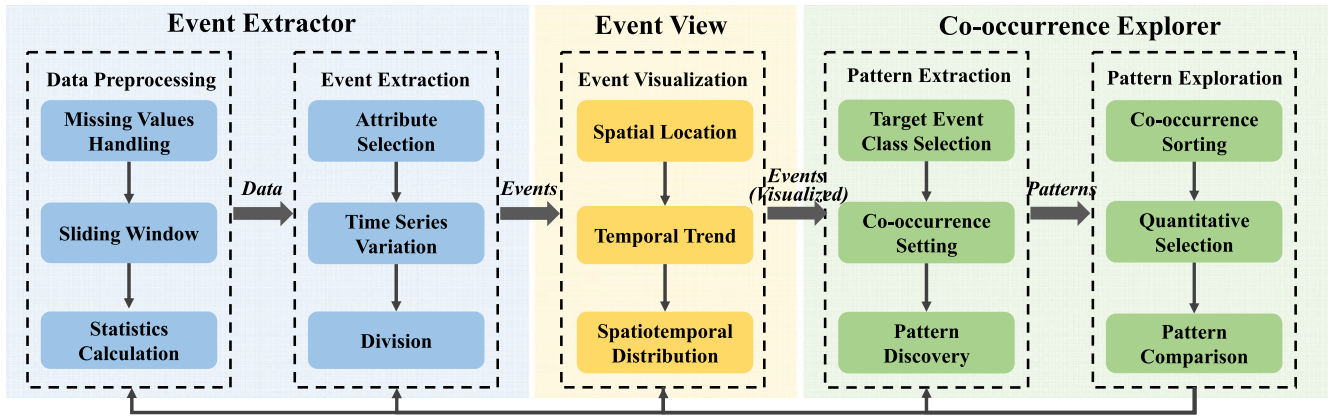 Event Extractor
Data Preprocessing
Missing Values
Handling
Sliding Window
Statistics
Calculation
Data
Event Extraction
Attribute
Selection
Time Series
Variation
Division
Events
Event View
Event Visualization
Spatial Location
Temporal Trend
Spatiotemporal
Distribution
Events
(Visualized)
Co-occurrence Explorer
Pattern Extraction
Target Event
Class Selection
Co-occurrence
Setting
Pattern
Discovery
Patterns
Pattern Exploration
Co-occurrence
Sorting
Quantitative
Selection
Pattern
Comparison